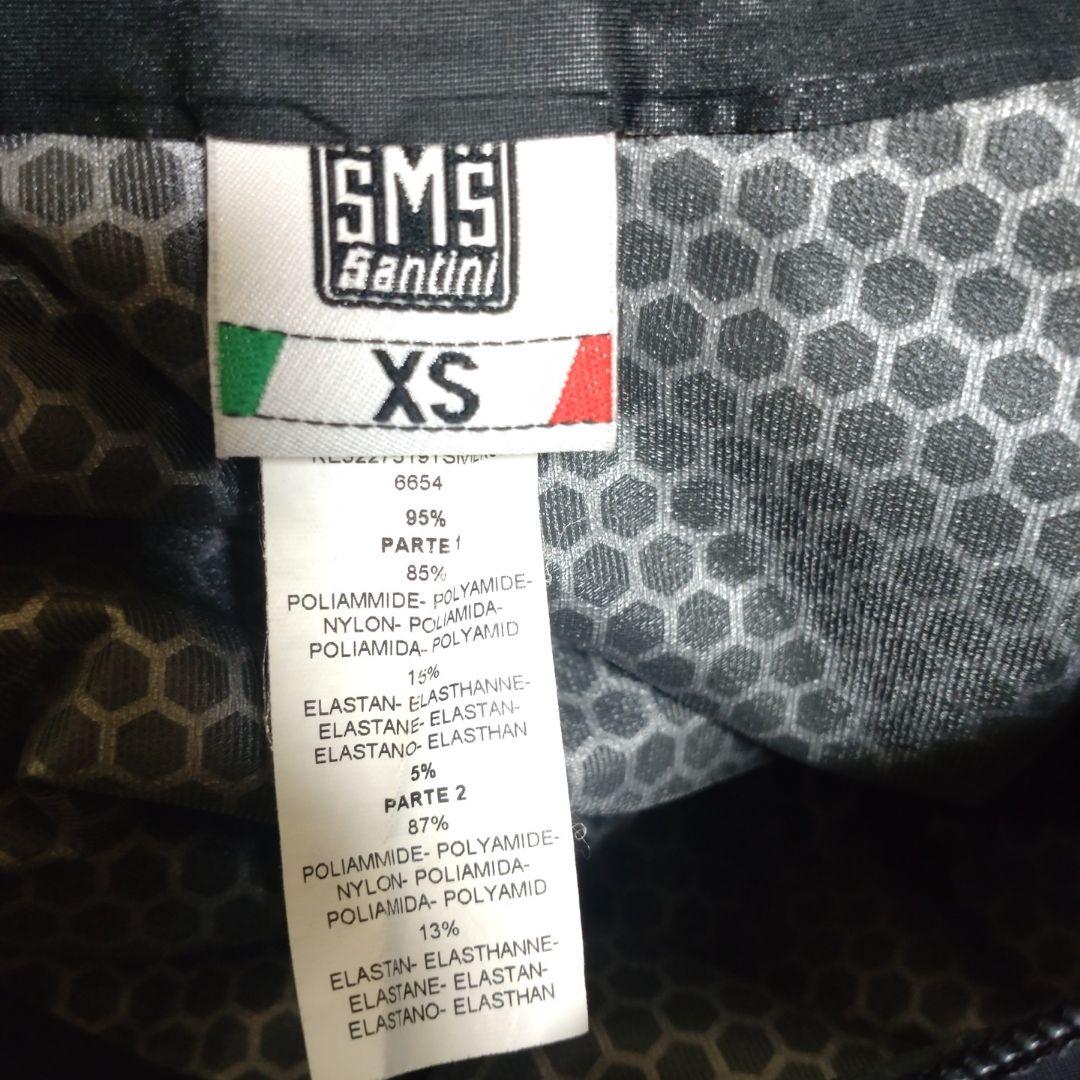 SMS
Santini
XS
6654
95%
PARTE 1
85%
POLIAMMIDE- POLYAMIDE-
NYLON- POLIAMIDA-
POLIAMIDA- POLYAMID
15%
ELASTAN- ELASTHANNE-
ELASTANE- ELASTAN-
ELASTANO- ELASTHAN
5%
PARTE 2
87%
POLIAMMIDE- POLYAMIDE-
NYLON- POLIAMIDA-
POLIAMIDA- POLYAMID
13%
ELASTAN- ELASTHANNE-
ELASTANE- ELASTAN-
ELASTANO- ELASTHAN